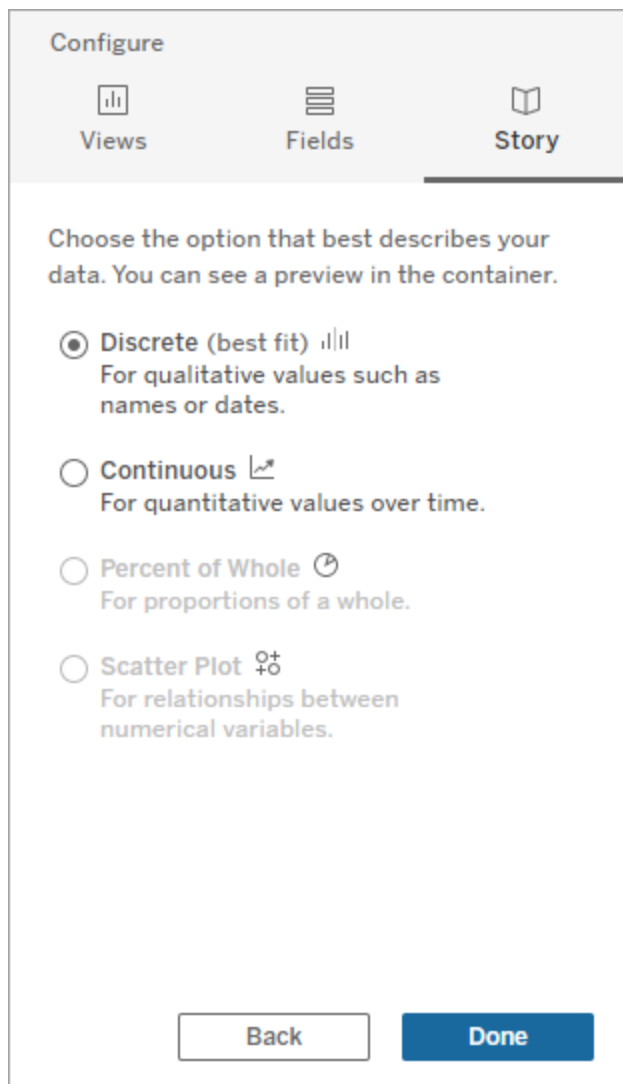 Configure
Views Fields Story
Choose the option that best describes your
data. You can see a preview in the container.
Discrete (best fit)
For qualitative values such as
names or dates.
Continuous
For quantitative values over time.
Percent of Whole
For proportions of a whole.
Scatter Plot
For relationships between
numerical variables.
Back Done